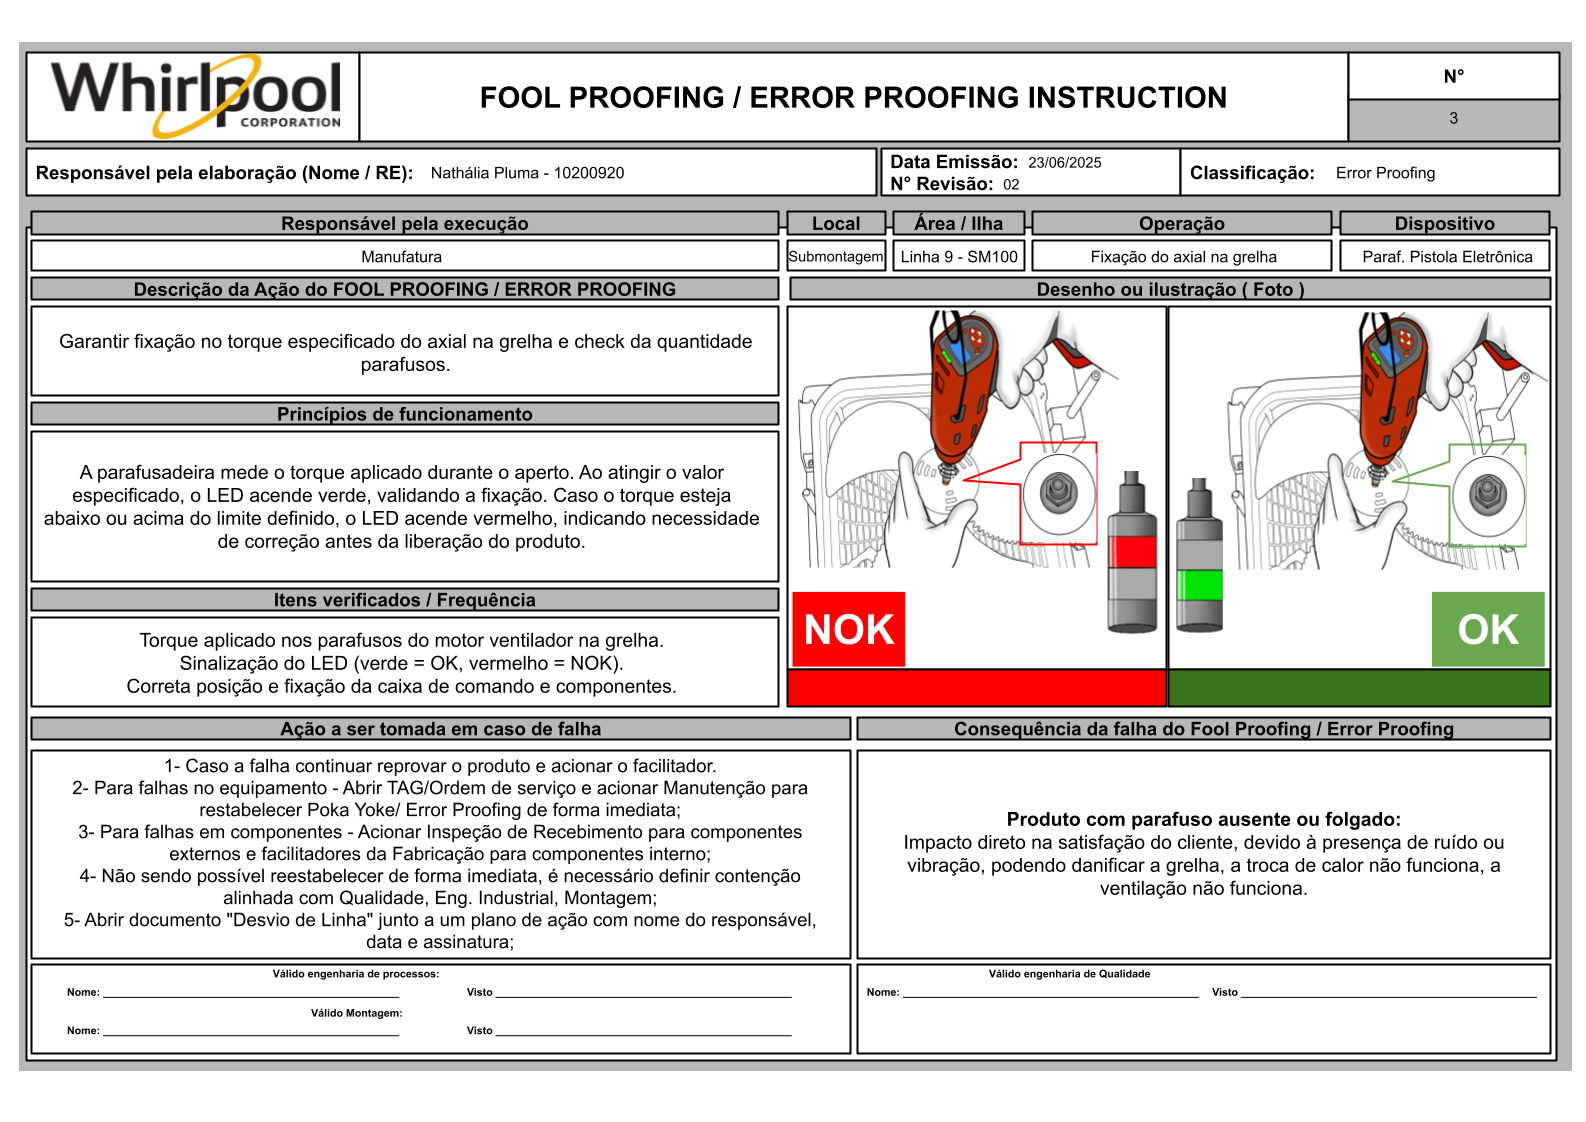 Whirlpool
CORPORATION
FOOL PROOFING / ERROR PROOFING INSTRUCTION
N°
3
Responsável pela elaboração (Nome / RE): Nathália Pluma - 10200920
Data Emissão: 23/06/2025
N° Revisão: 02
Classificação: Error Proofing
Responsável pela execução
Local
Área / Ilha
Operação
Dispositivo
Manufatura
Submontagem
Linha 9 - SM100
Fixação do axial na grelha
Paraf. Pistola Eletrônica
Descrição da Ação do FOOL PROOFING / ERROR PROOFING
Desenho ou ilustração ( Foto )
Garantir fixação no torque especificado do axial na grelha e check da quantidade
parafusos.
Princípios de funcionamento
A parafusadeira mede o torque aplicado durante o aperto. Ao atingir o valor
especificado, o LED acende verde, validando a fixação. Caso o torque esteja
abaixo ou acima do limite definido, o LED acende vermelho, indicando necessidade
de correção antes da liberação do produto.
Itens verificados / Frequência
Torque aplicado nos parafusos do motor ventilador na grelha.
Sinalização do LED (verde = OK, vermelho = NOK).
Correta posição e fixação da caixa de comando e componentes.
NOK
OK
Ação a ser tomada em caso de falha
1- Caso a falha continuar reprovar o produto e acionar o facilitador.
2- Para falhas no equipamento - Abrir TAG/Ordem de serviço e acionar Manutenção para
restabelecer Poka Yoke/ Error Proofing de forma imediata;
3- Para falhas em componentes - Acionar Inspeção de Recebimento para componentes
externos e facilitadores da Fabricação para componentes interno;
4- Não sendo possível reestabelecer de forma imediata, é necessário definir contenção
alinhada com Qualidade, Eng. Industrial, Montagem;
5- Abrir documento "Desvio de Linha" junto a um plano de ação com nome do responsável,
data e assinatura;
Consequência da falha do Fool Proofing / Error Proofing
Produto com parafuso ausente ou folgado:
Impacto direto na satisfação do cliente, devido à presença de ruído ou
vibração, podendo danificar a grelha, a troca de calor não funciona, a
ventilação não funciona.
Válido engenharia de processos:
Nome: Visto
Válido Montagem:
Nome: Visto
Válido engenharia de Qualidade
Nome: Visto